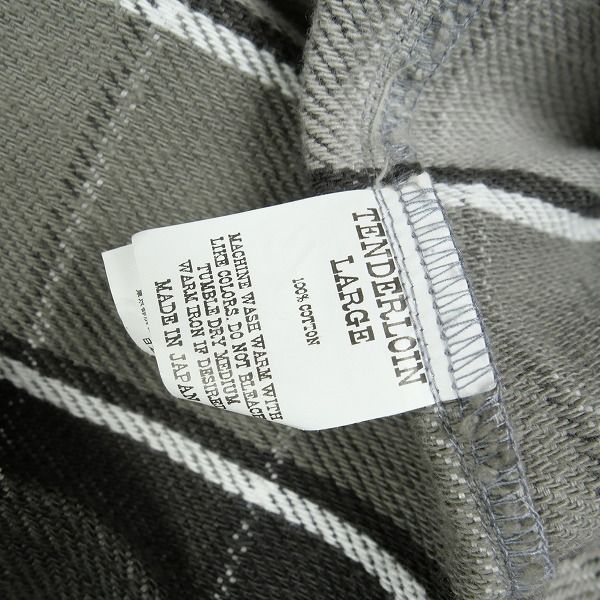 TENDERLOIN
LARGE
100% COTTON
MACHINE WASH WARM WITH
LIKE COLORS. DO NOT BLEACH
TUMBLE DRY MEDIUM
WARM IRON IF DESIRED
MADE IN JAPAN